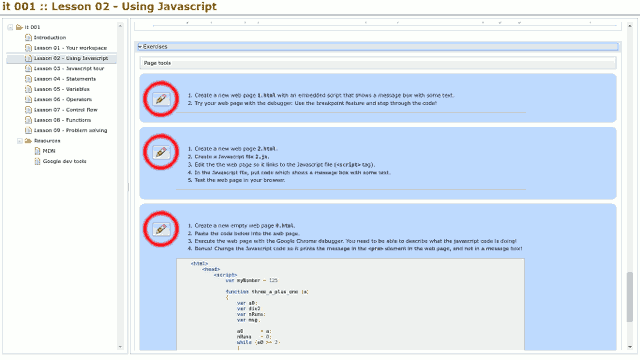 it 001 :: Lesson 02 - Using Javascript
it 001
Introduction
Lesson 01 - Your workspace
Lesson 02 - Using Javascript
Lesson 03 - Javascript tour
Lesson 04 - Statements
Lesson 05 - Variables
Lesson 06 - Operators
Lesson 07 - Control flow
Lesson 08 - Functions
Lesson 09 - Problem solving
Resources
MDN
Google dev tools
Exercises
Page tools
1. Create a new web page 1.html with an embedded script that shows a message box with some text.
2. Try your web page with the debugger. Use the breakpoint feature and step through the code!
1. Create a new web page 2.html.
2. Create a Javascript file 2.js.
3. Edit the the web page so it links to the Javascript file (<script> tag).
4. In the Javascript file, put code which shows a message box with some text.
5. Test the web page in your browser.
1. Create a new empty web page 0.html.
2. Paste the code below into the web page.
3. Execute the web page with the Google Chrome debugger. You need to be able to describe what the javascript code is doing!
4. Bonus! Change the Javascript code so it prints the message in the <pre> element in the web page, and not in a message box!
<html>
<head>
<script>
var myNumber = 125
function three_a_plus_one (a)
{
var a0;
var div2
var nRuns;
var msg;
a0 = a;
nRuns = 0;
while (a0 >= 2)
{